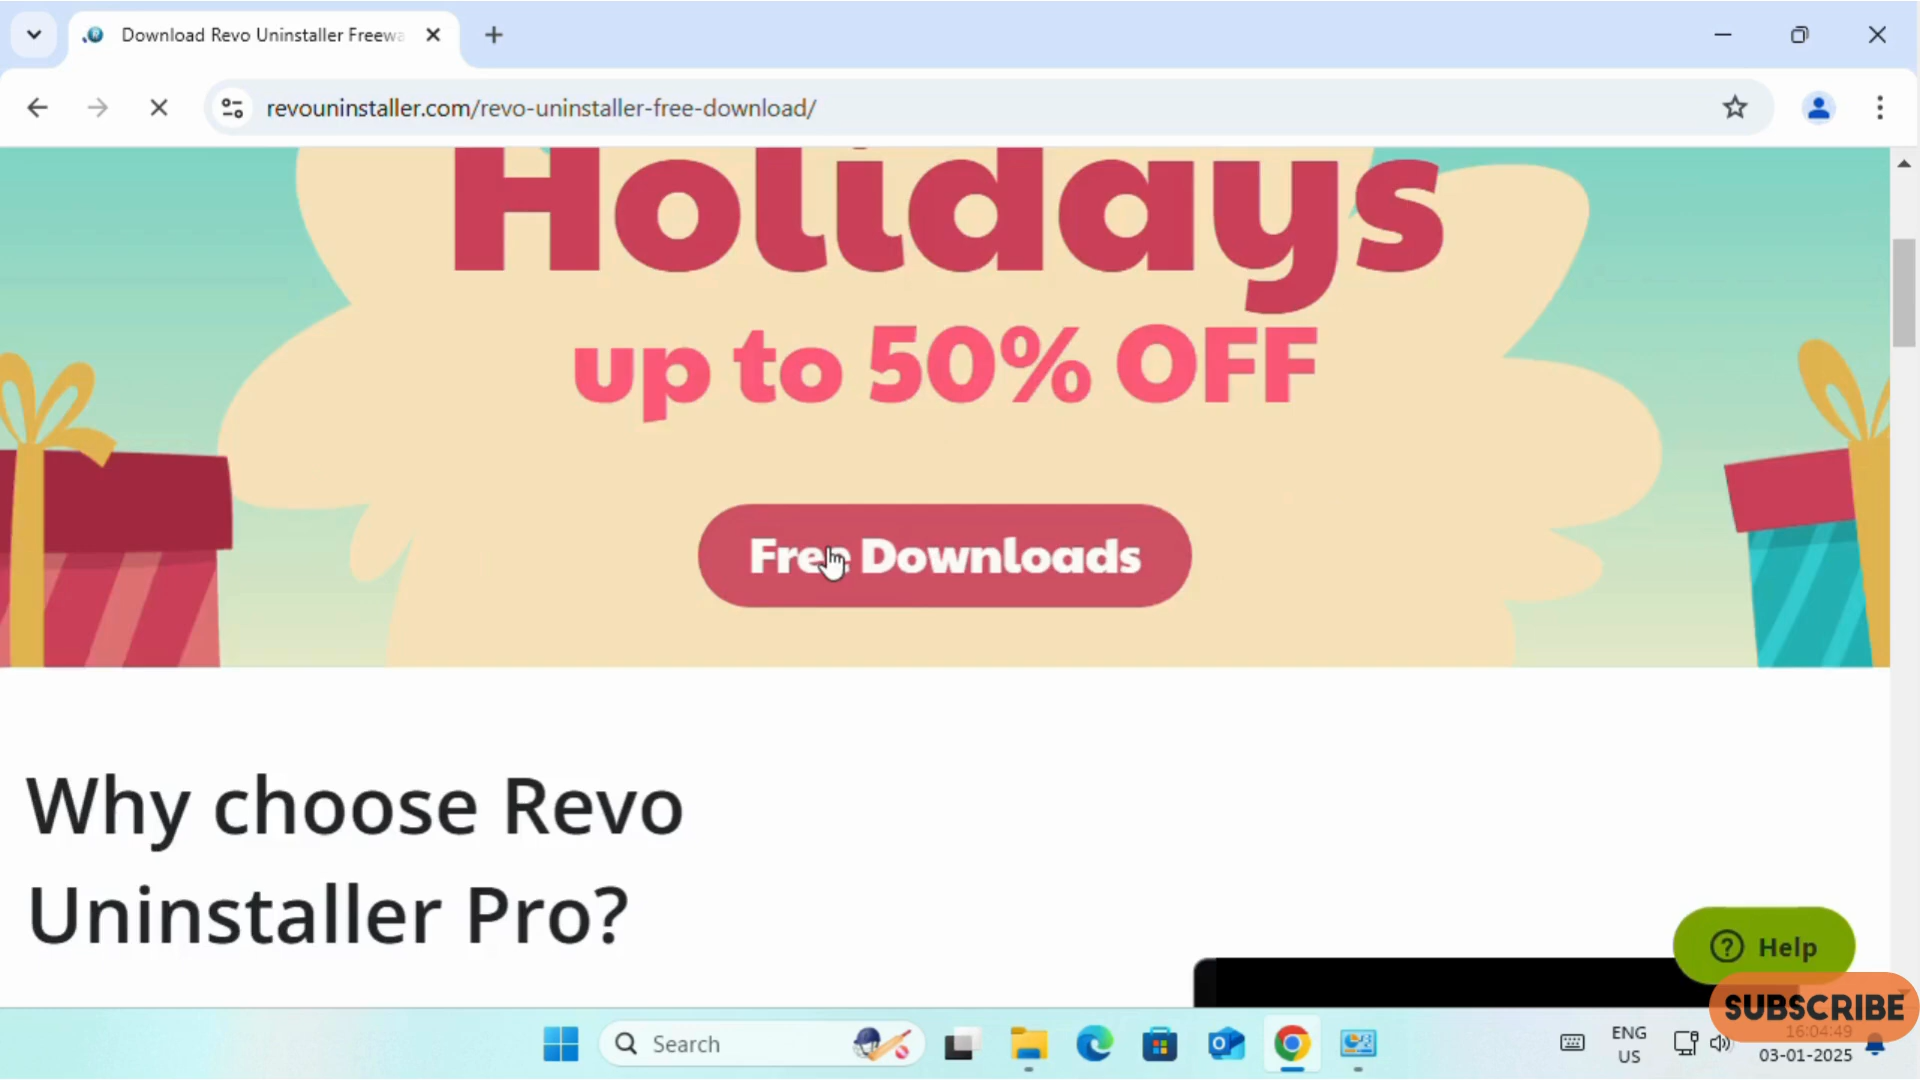 Download Revo Uninstaller Freewa
revouninstaller.com/revo-uninstaller-free-download/
Holidays
up to 50% OFF
Free Downloads
Why choose Revo
Uninstaller Pro?
Help
SUBSCRIBE
Search
ENG
US
16:04:49
03-01-2025